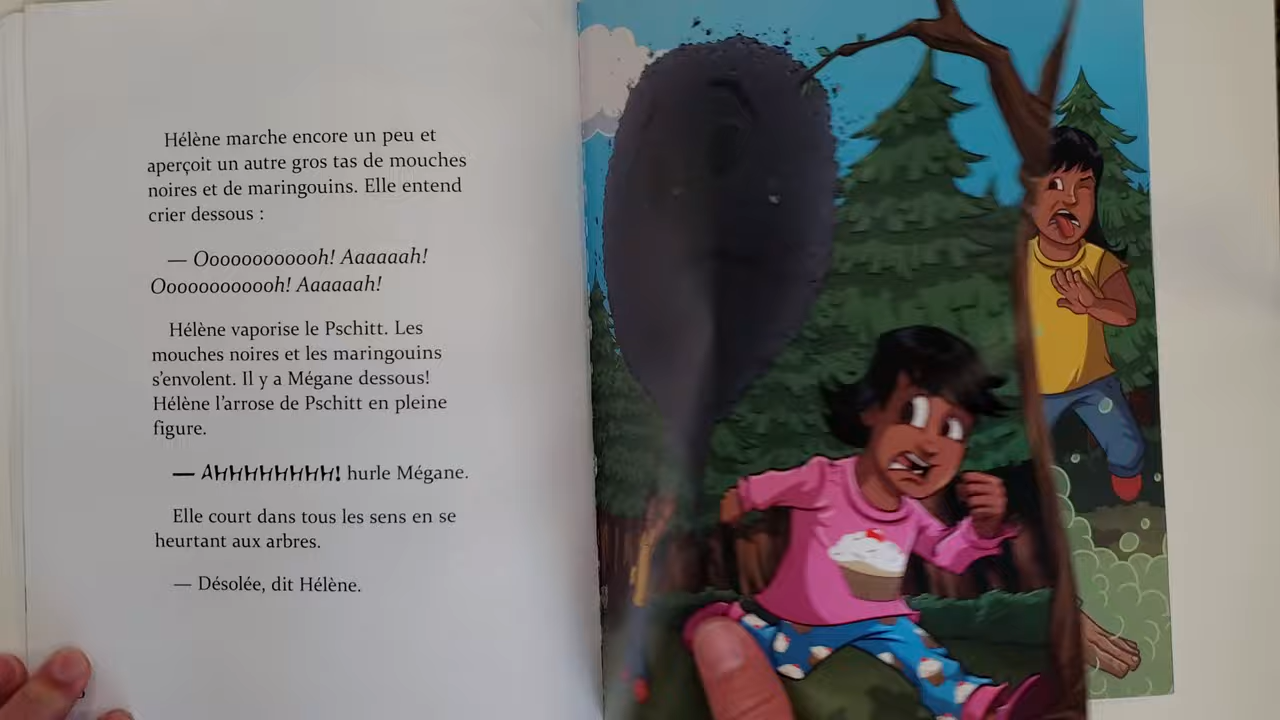 Hélène marche encore un peu et
aperçoit un autre gros tas de mouches
noires et de maringouins. Elle entend
crier dessous :
— Ooooooooooooh! Aaaaaah!
Ooooooooooooh! Aaaaaah!
Hélène vaporise le Pschitt. Les
mouches noires et les maringouins
s'envolent. Il y a Mégane dessous!
Hélène l'arrose de Pschitt en pleine
figure.
— AHHHHHHHH! hurle Mégane.
Elle court dans tous les sens en se
heurtant aux arbres.
— Désolée, dit Hélène.